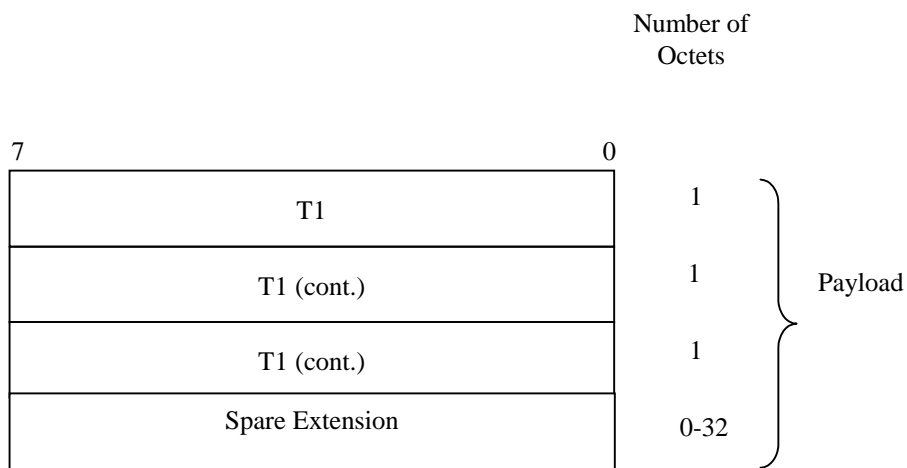 Number of
Octets
7 0
T1 1
T1 (cont.) 1
Payload
T1 (cont.) 1
Spare Extension
0-32